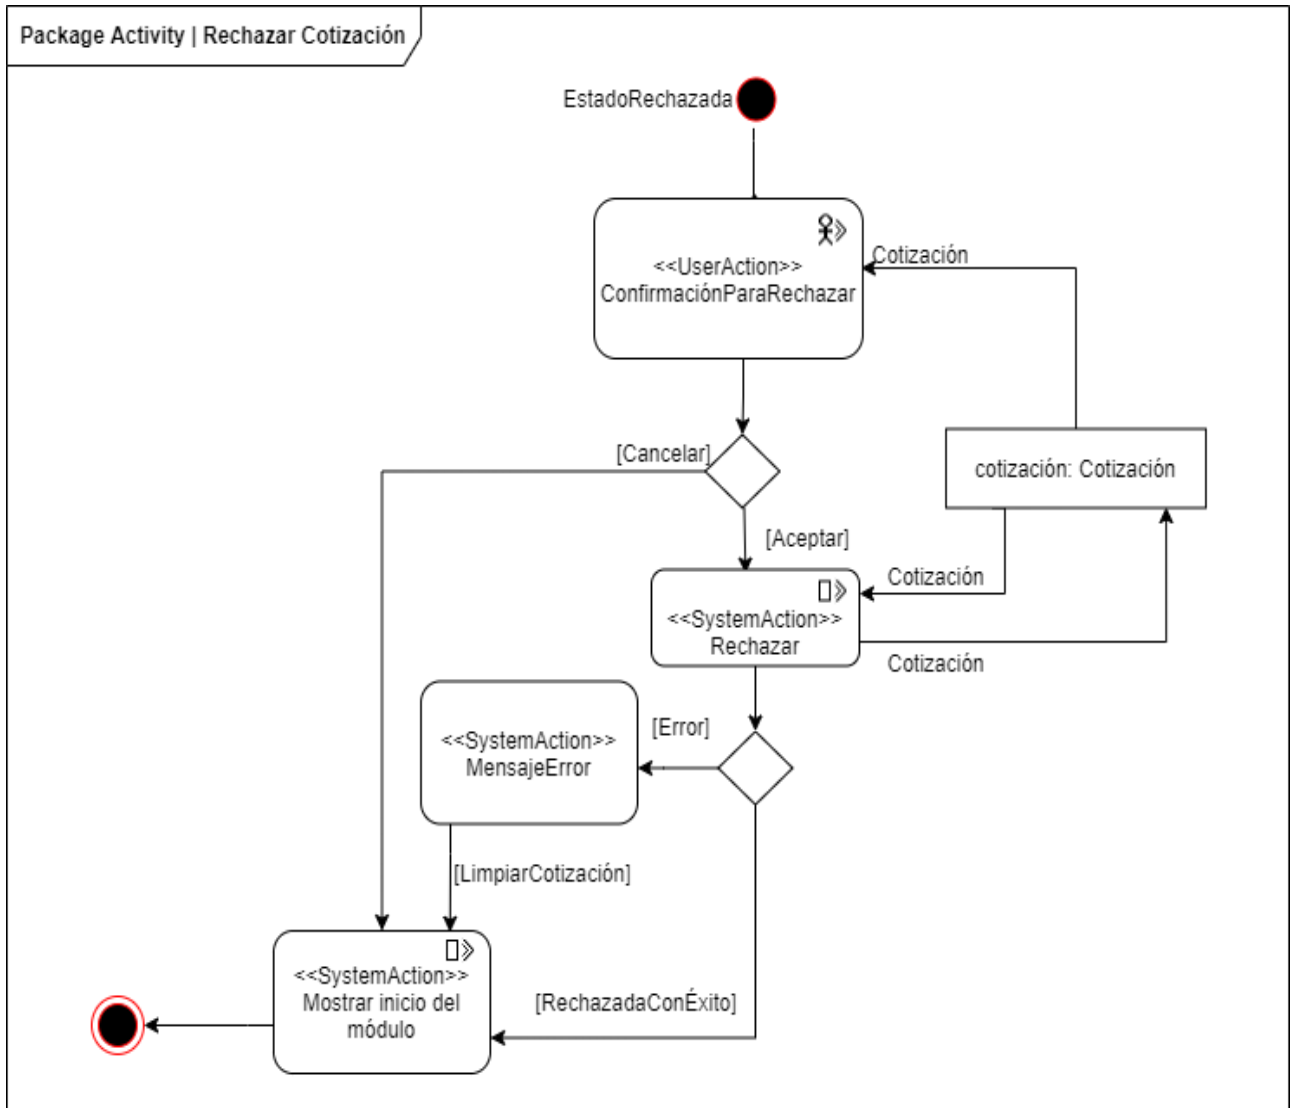 Package Activity | Rechazar Cotización
EstadoRechazada
<<UserAction>>
ConfirmaciónParaRechazar
Cotización
[Cancelar]
cotización: Cotización
[Aceptar]
Cotización
<<SystemAction>>
Rechazar
Cotización
[Error]
<<SystemAction>>
MensajeError
[LimpiarCotización]
<<SystemAction>>
Mostrar inicio del
módulo
[RechazadaConÉxito]